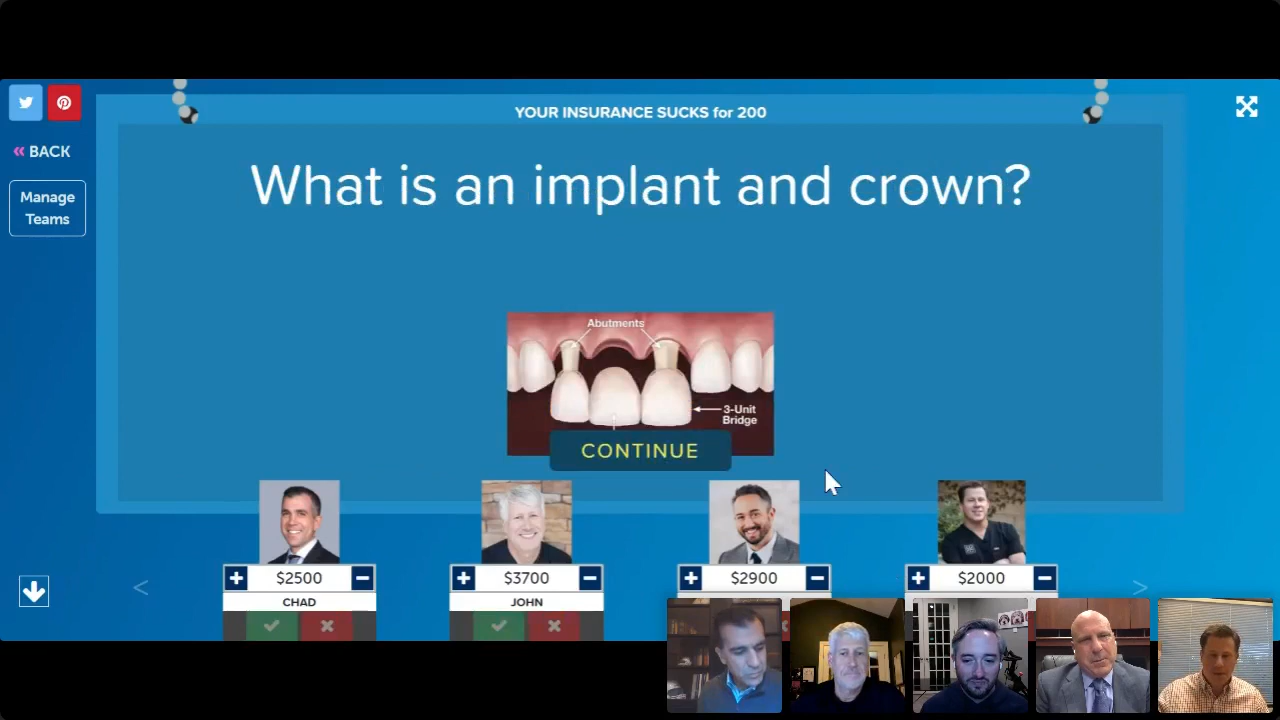 YOUR INSURANCE SUCKS for 200
« BACK
Manage
Teams
What is an implant and crown?
Abutments
3-Unit
Bridge
CONTINUE
+ $2500 −
CHAD
+ $3700 −
JOHN
+ $2900 −
+ $2000 −
< >